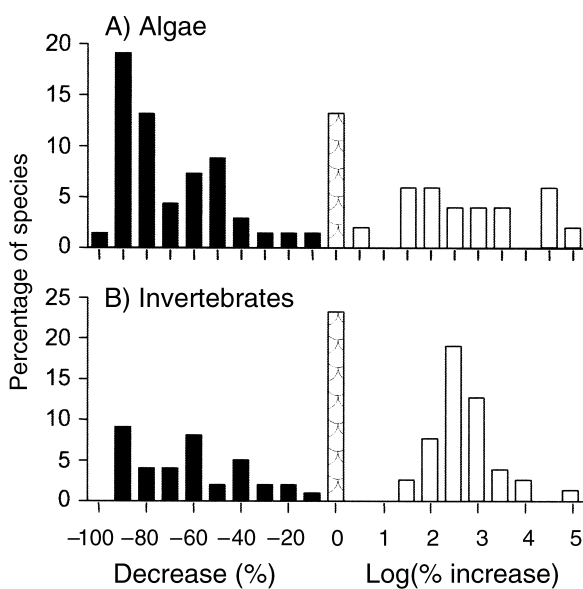 A) Algae
20
15
10
5
0
Percentage of species
B) Invertebrates
25
20
15
10
5
0
−100 −80 −60 −40 −20 0 1 2 3 4 5
Decrease (%) Log(% increase)